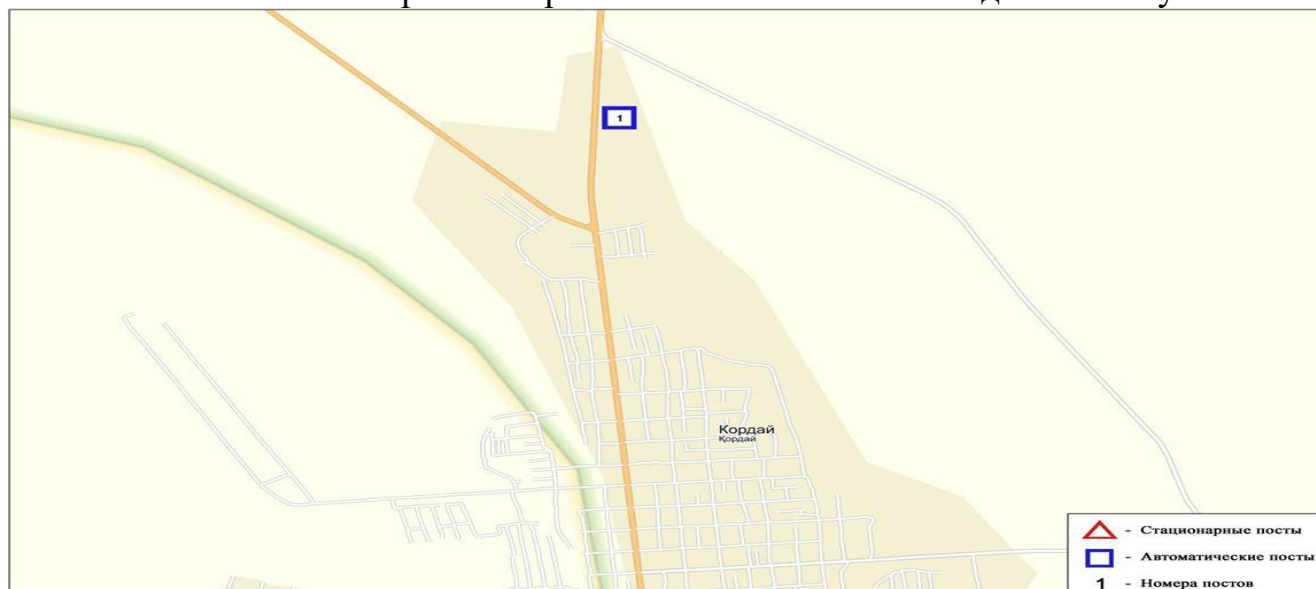 1
Кордай
Қордай
- Стационарные посты
- Автоматические посты
1 - Номера постов